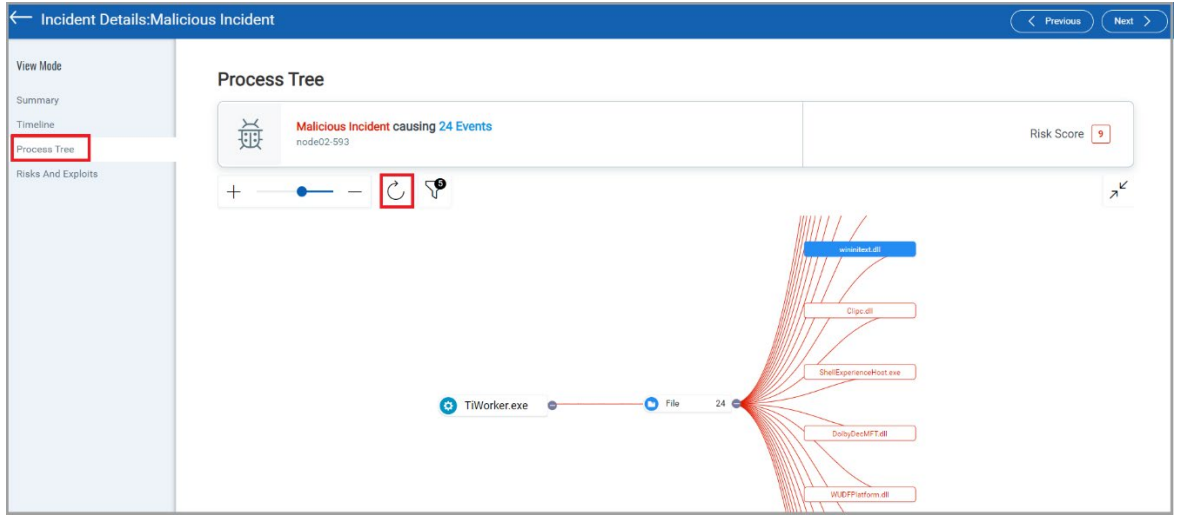 Incident Details:Malicious Incident
Previous
Next
View Mode
Summary
Timeline
Process Tree
Risks And Exploits
Process Tree
Malicious Incident causing 24 Events
node02-593
Risk Score 9
5
wininitext.dll
Clipc.dll
ShellExperienceHost.exe
TiWorker.exe
File 24
DolbyDecMFT.dll
WUDFPlatform.dll